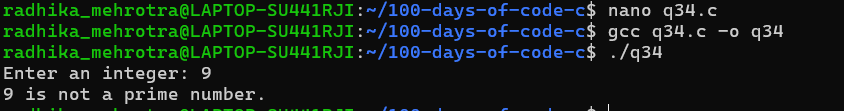 radhika_mehrotra@LAPTOP-SU441RJI:~/100-days-of-code-c$ nano q34.c
radhika_mehrotra@LAPTOP-SU441RJI:~/100-days-of-code-c$ gcc q34.c -o q34
radhika_mehrotra@LAPTOP-SU441RJI:~/100-days-of-code-c$ ./q34
Enter an integer: 9
9 is not a prime number.